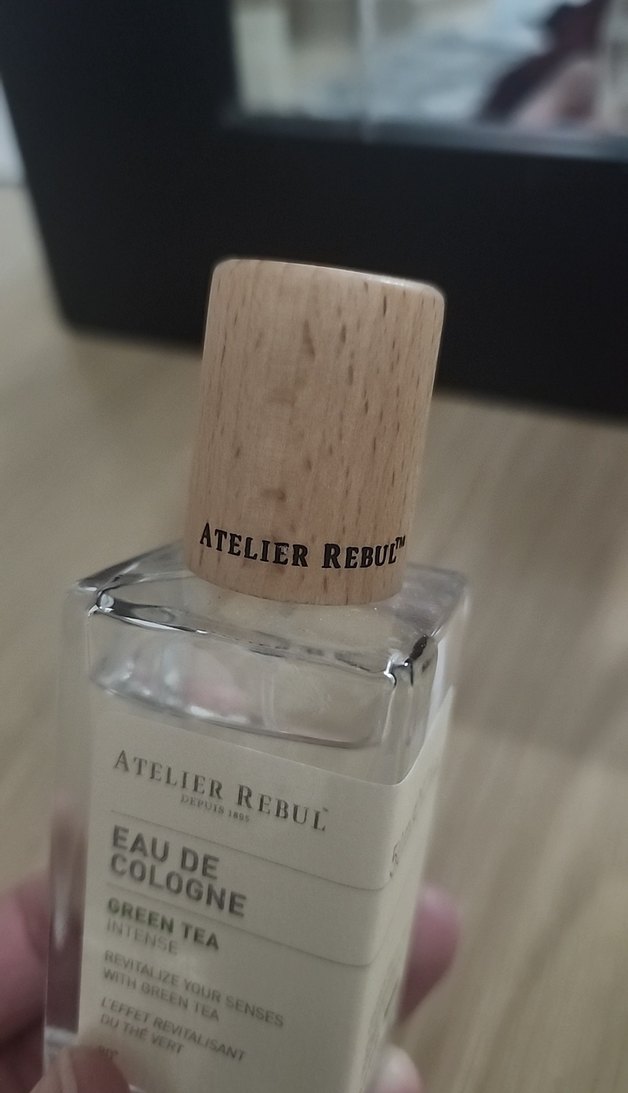 ATELIER REBUL™
ATELIER REBUL
DEPUIS 1895
EAU DE
COLOGNE
GREEN TEA
INTENSE
REVITALIZE YOUR SENSES
WITH GREEN TEA
L'EFFET REVITALISANT
DU THÉ VERT
80°